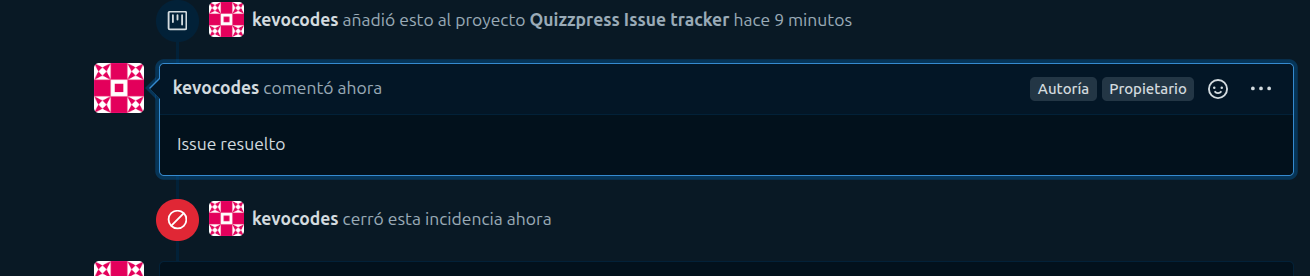 kevocodes añadió esto al proyecto Quizzpress Issue tracker hace 9 minutos
kevocodes comentó ahora Autoría Propietario
Issue resuelto
kevocodes cerró esta incidencia ahora